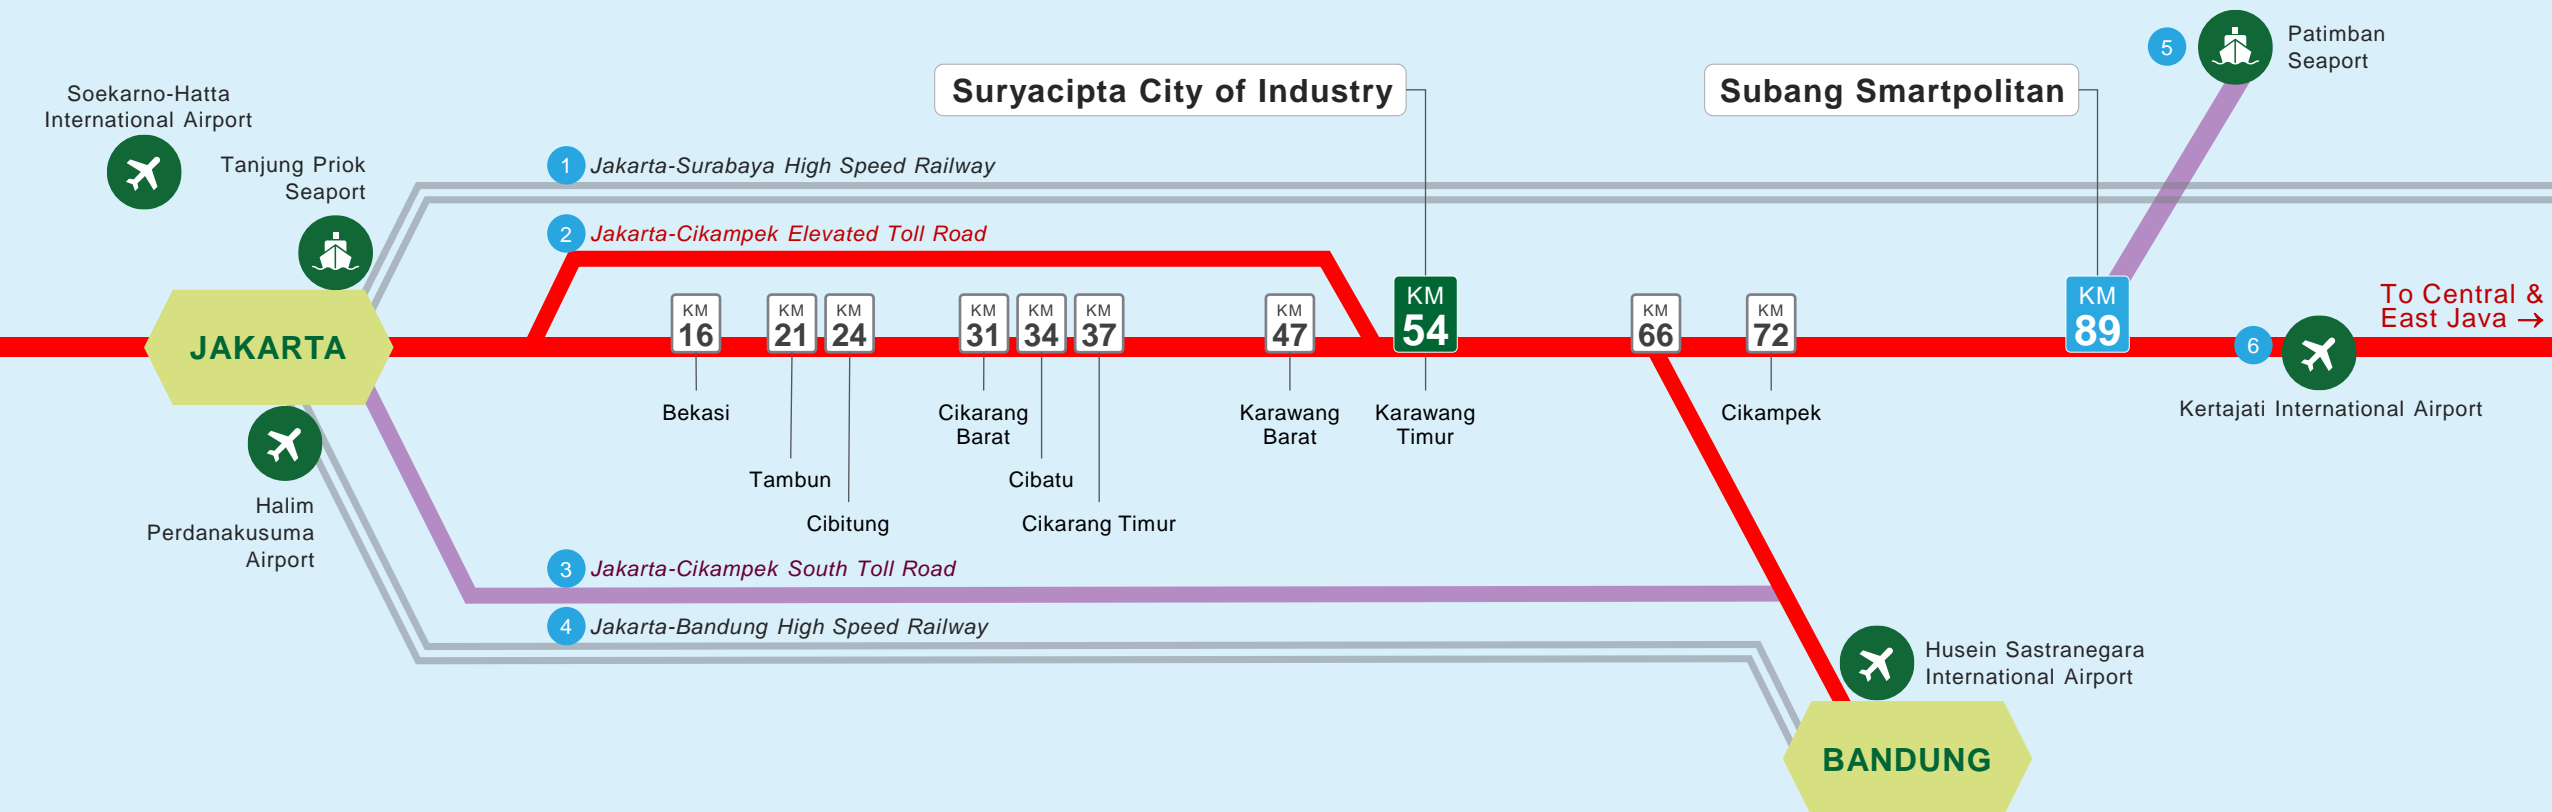 Soekarno-Hatta
International Airport
Tanjung Priok
Seaport
1 Jakarta-Surabaya High Speed Railway
2 Jakarta-Cikampek Elevated Toll Road
Suryacipta City of Industry
Subang Smartpolitan
5
Patimban
Seaport
JAKARTA
KM
16
Bekasi
KM
21
Tambun
KM
24
Cibitung
KM
31
Cikarang
Barat
KM
34
Cibatu
KM
37
Cikarang Timur
KM
47
Karawang
Barat
KM
54
Karawang
Timur
KM
66
KM
72
Cikampek
KM
89
To Central &
East Java →
6
Kertajati International Airport
Halim
Perdanakusuma
Airport
3 Jakarta-Cikampek South Toll Road
4 Jakarta-Bandung High Speed Railway
Husein Sastranegara
International Airport
BANDUNG